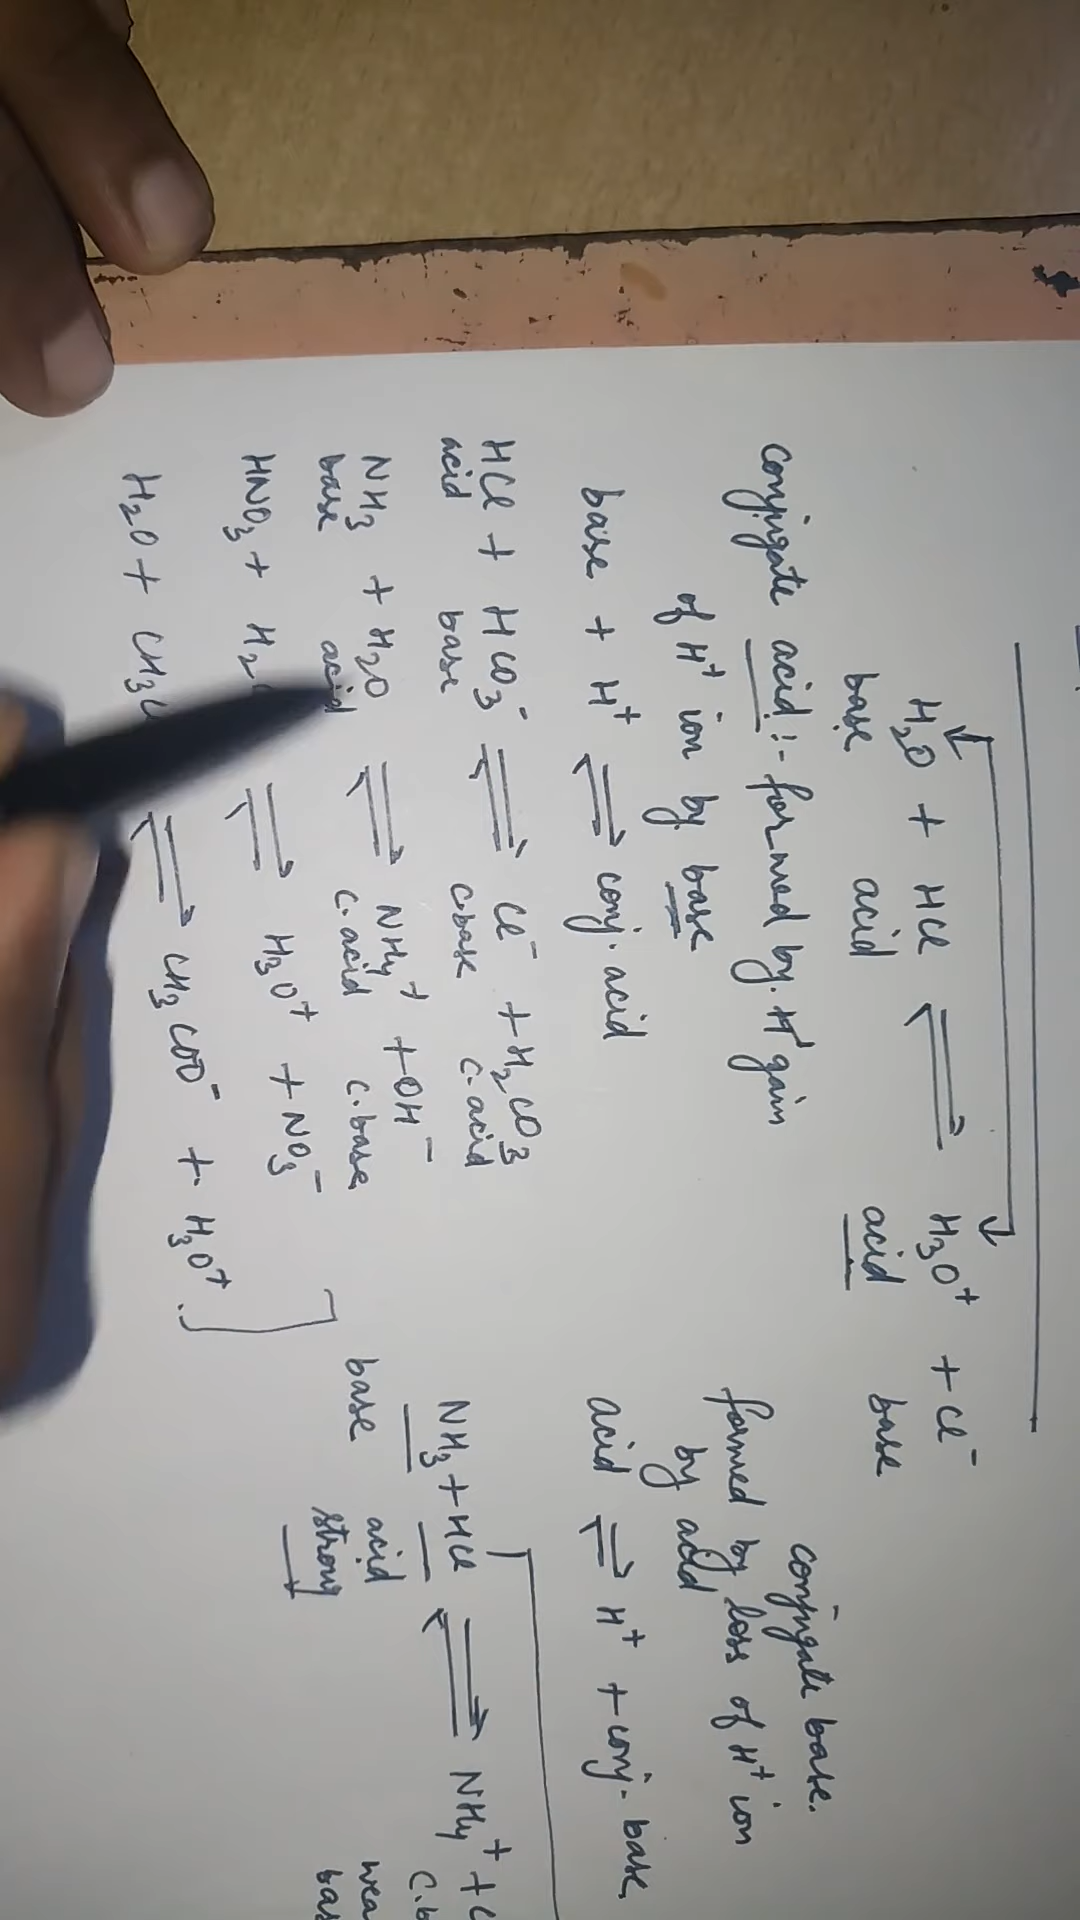 H₂O + HCl ⇌ H₃O⁺ + Cl⁻
base acid acid base
conjugate acid :- formed by H⁺ gain
of H⁺ ion by base
base + H⁺ ⇌ conj. acid
HCl + HCO₃⁻ ⇌ Cl⁻ + H₂CO₃
acid base c.base c.acid
NH₃ + H₂O ⇌ NH₄⁺ + OH⁻
base acid c.acid c.base
HNO₃ + H₂ ⇌ H₃O⁺ + NO₃⁻
H₂O + CH₃C ⇌ CH₃COO⁻ + H₃O⁺.
conjugate base.
formed by loss of H⁺ ion
by acid
acid ⇌ H⁺ + conj. base
NH₃ + HCl ⇌ NH₄⁺ + C
base acid C.b
strong wea
bas